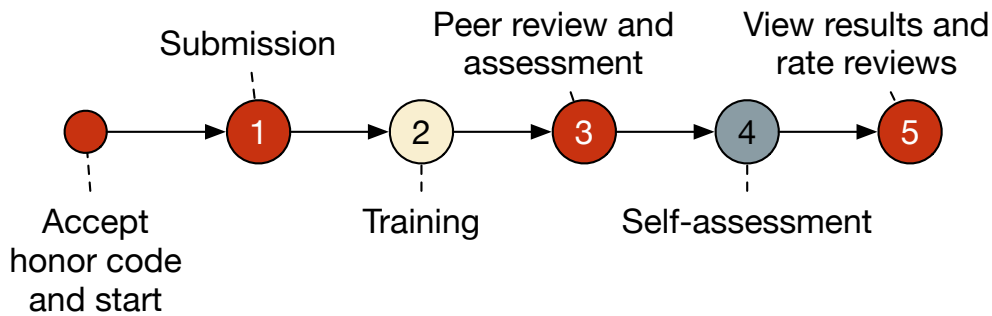 Submission
Peer review and
assessment
View results and
rate reviews
1
2
3
4
5
Accept
honor code
and start
Training
Self-assessment